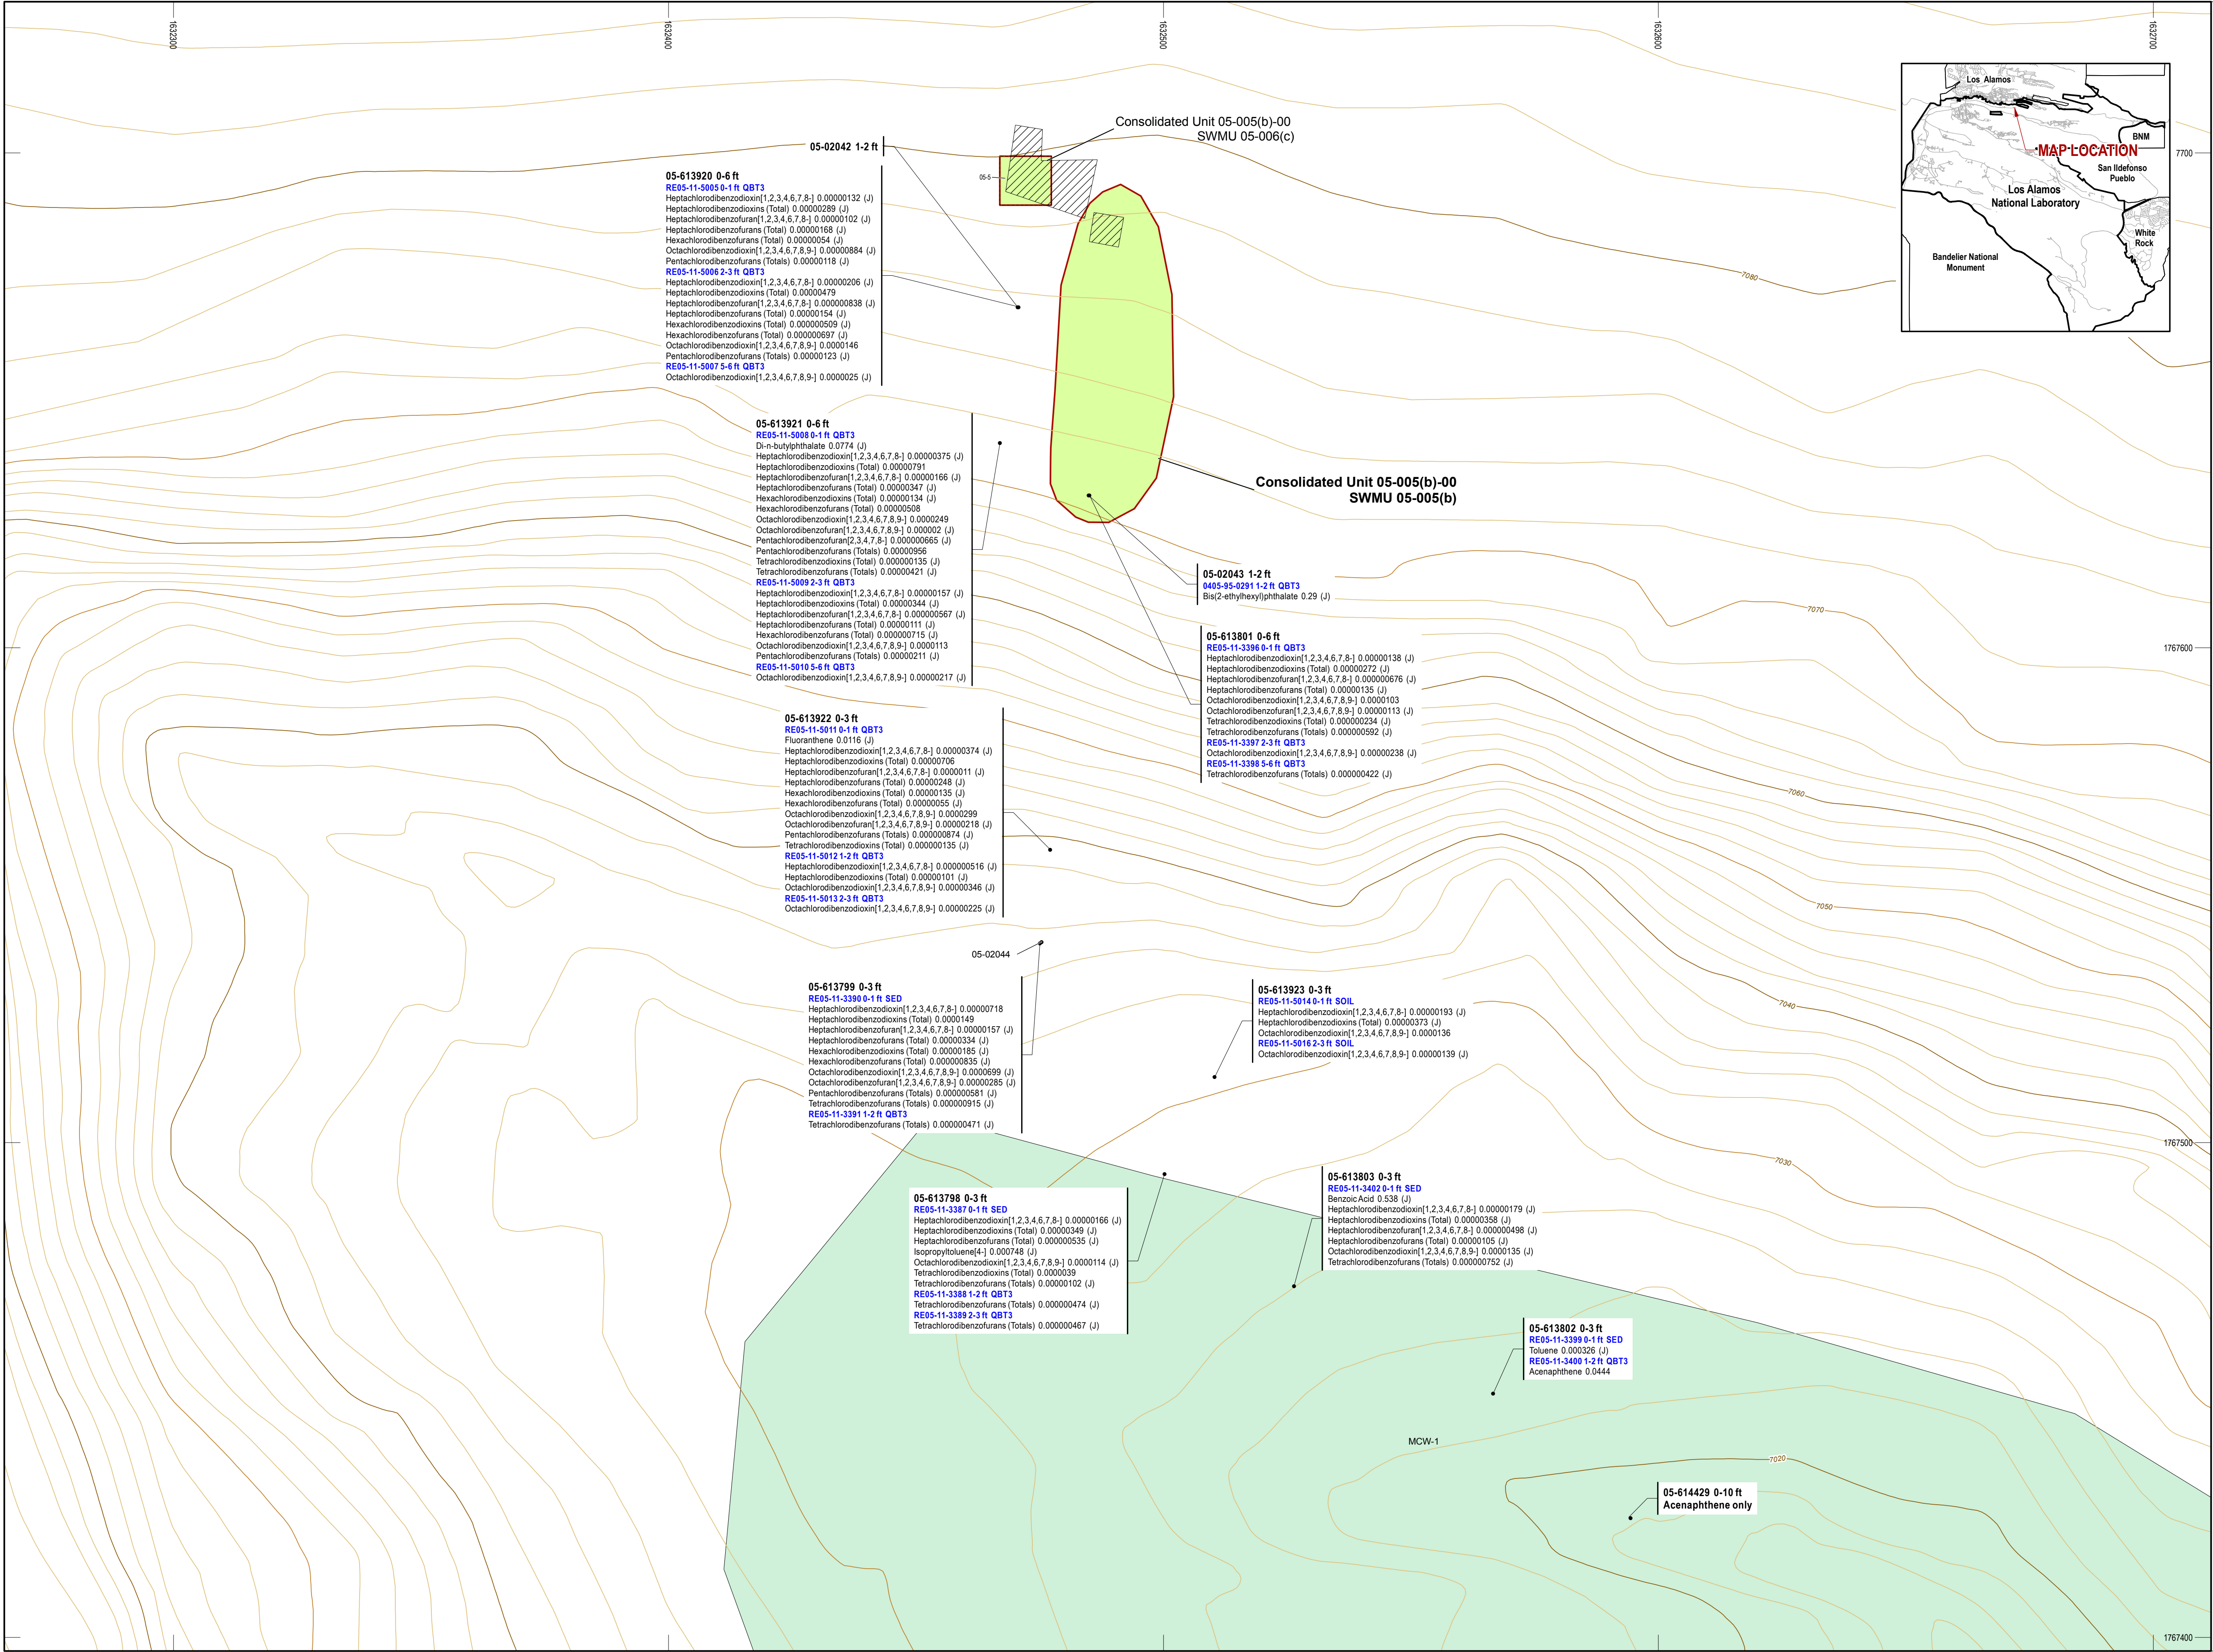 1632300
1632400
1632500
1632600
1632700
Los Alamos
BNM
MAP LOCATION
San Ildefonso
Pueblo
Los Alamos
National Laboratory
White
Rock
Bandelier National
Monument
7700
1767600
1767500
1767400
Consolidated Unit 05-005(b)-00
SWMU 05-006(c)
05-5
05-02042 1-2 ft
05-613920 0-6 ft
RE05-11-5005 0-1 ft QBT3
Heptachlorodibenzodioxin[1,2,3,4,6,7,8-] 0.00000132 (J)
Heptachlorodibenzodioxins (Total) 0.00000289 (J)
Heptachlorodibenzofuran[1,2,3,4,6,7,8-] 0.00000102 (J)
Heptachlorodibenzofurans (Total) 0.00000168 (J)
Hexachlorodibenzofurans (Total) 0.00000054 (J)
Octachlorodibenzodioxin[1,2,3,4,6,7,8,9-] 0.00000884 (J)
Pentachlorodibenzofurans (Totals) 0.00000118 (J)
RE05-11-5006 2-3 ft QBT3
Heptachlorodibenzodioxin[1,2,3,4,6,7,8-] 0.00000206 (J)
Heptachlorodibenzodioxins (Total) 0.00000479
Heptachlorodibenzofuran[1,2,3,4,6,7,8-] 0.000000838 (J)
Heptachlorodibenzofurans (Total) 0.00000154 (J)
Hexachlorodibenzodioxins (Total) 0.000000509 (J)
Hexachlorodibenzofurans (Total) 0.000000697 (J)
Octachlorodibenzodioxin[1,2,3,4,6,7,8,9-] 0.0000146
Pentachlorodibenzofurans (Totals) 0.00000123 (J)
RE05-11-5007 5-6 ft QBT3
Octachlorodibenzodioxin[1,2,3,4,6,7,8,9-] 0.0000025 (J)
05-613921 0-6 ft
RE05-11-5008 0-1 ft QBT3
Di-n-butylphthalate 0.0774 (J)
Heptachlorodibenzodioxin[1,2,3,4,6,7,8-] 0.00000375 (J)
Heptachlorodibenzodioxins (Total) 0.00000791
Heptachlorodibenzofuran[1,2,3,4,6,7,8-] 0.00000166 (J)
Heptachlorodibenzofurans (Total) 0.00000347 (J)
Hexachlorodibenzodioxins (Total) 0.00000134 (J)
Hexachlorodibenzofurans (Total) 0.00000508
Octachlorodibenzodioxin[1,2,3,4,6,7,8,9-] 0.0000249
Octachlorodibenzofuran[1,2,3,4,6,7,8,9-] 0.000002 (J)
Pentachlorodibenzofuran[2,3,4,7,8-] 0.000000665 (J)
Pentachlorodibenzofurans (Totals) 0.00000956
Tetrachlorodibenzodioxins (Total) 0.000000135 (J)
Tetrachlorodibenzofurans (Totals) 0.00000421 (J)
RE05-11-5009 2-3 ft QBT3
Heptachlorodibenzodioxin[1,2,3,4,6,7,8-] 0.00000157 (J)
Heptachlorodibenzodioxins (Total) 0.00000344 (J)
Heptachlorodibenzofuran[1,2,3,4,6,7,8-] 0.000000567 (J)
Heptachlorodibenzofurans (Total) 0.00000111 (J)
Hexachlorodibenzofurans (Total) 0.000000715 (J)
Octachlorodibenzodioxin[1,2,3,4,6,7,8,9-] 0.0000113
Pentachlorodibenzofurans (Totals) 0.00000211 (J)
RE05-11-5010 5-6 ft QBT3
Octachlorodibenzodioxin[1,2,3,4,6,7,8,9-] 0.00000217 (J)
Consolidated Unit 05-005(b)-00
SWMU 05-005(b)
05-02043 1-2 ft
0405-95-0291 1-2 ft QBT3
Bis(2-ethylhexyl)phthalate 0.29 (J)
05-613801 0-6 ft
RE05-11-3396 0-1 ft QBT3
Heptachlorodibenzodioxin[1,2,3,4,6,7,8-] 0.00000138 (J)
Heptachlorodibenzodioxins (Total) 0.00000272 (J)
Heptachlorodibenzofuran[1,2,3,4,6,7,8-] 0.000000676 (J)
Heptachlorodibenzofurans (Total) 0.00000135 (J)
Octachlorodibenzodioxin[1,2,3,4,6,7,8,9-] 0.0000103
Octachlorodibenzofuran[1,2,3,4,6,7,8,9-] 0.00000113 (J)
Tetrachlorodibenzodioxins (Total) 0.000000234 (J)
Tetrachlorodibenzofurans (Totals) 0.000000592 (J)
RE05-11-3397 2-3 ft QBT3
Octachlorodibenzodioxin[1,2,3,4,6,7,8,9-] 0.00000238 (J)
RE05-11-3398 5-6 ft QBT3
Tetrachlorodibenzofurans (Totals) 0.000000422 (J)
05-613922 0-3 ft
RE05-11-5011 0-1 ft QBT3
Fluoranthene 0.0116 (J)
Heptachlorodibenzodioxin[1,2,3,4,6,7,8-] 0.00000374 (J)
Heptachlorodibenzodioxins (Total) 0.00000706
Heptachlorodibenzofuran[1,2,3,4,6,7,8-] 0.0000011 (J)
Heptachlorodibenzofurans (Total) 0.00000248 (J)
Hexachlorodibenzodioxins (Total) 0.00000135 (J)
Hexachlorodibenzofurans (Total) 0.00000055 (J)
Octachlorodibenzodioxin[1,2,3,4,6,7,8,9-] 0.0000299
Octachlorodibenzofuran[1,2,3,4,6,7,8,9-] 0.00000218 (J)
Pentachlorodibenzofurans (Totals) 0.000000874 (J)
Tetrachlorodibenzodioxins (Total) 0.000000135 (J)
RE05-11-5012 1-2 ft QBT3
Heptachlorodibenzodioxin[1,2,3,4,6,7,8-] 0.000000516 (J)
Heptachlorodibenzodioxins (Total) 0.00000101 (J)
Octachlorodibenzodioxin[1,2,3,4,6,7,8,9-] 0.00000346 (J)
RE05-11-5013 2-3 ft QBT3
Octachlorodibenzodioxin[1,2,3,4,6,7,8,9-] 0.00000225 (J)
05-02044
05-613799 0-3 ft
RE05-11-3390 0-1 ft SED
Heptachlorodibenzodioxin[1,2,3,4,6,7,8-] 0.00000718
Heptachlorodibenzodioxins (Total) 0.0000149
Heptachlorodibenzofuran[1,2,3,4,6,7,8-] 0.00000157 (J)
Heptachlorodibenzofurans (Total) 0.00000334 (J)
Hexachlorodibenzodioxins (Total) 0.00000185 (J)
Hexachlorodibenzofurans (Total) 0.000000835 (J)
Octachlorodibenzodioxin[1,2,3,4,6,7,8,9-] 0.0000699 (J)
Octachlorodibenzofuran[1,2,3,4,6,7,8,9-] 0.00000285 (J)
Pentachlorodibenzofurans (Totals) 0.000000581 (J)
Tetrachlorodibenzofurans (Totals) 0.000000915 (J)
RE05-11-3391 1-2 ft QBT3
Tetrachlorodibenzofurans (Totals) 0.000000471 (J)
05-613923 0-3 ft
RE05-11-5014 0-1 ft SOIL
Heptachlorodibenzodioxin[1,2,3,4,6,7,8-] 0.00000193 (J)
Heptachlorodibenzodioxins (Total) 0.00000373 (J)
Octachlorodibenzodioxin[1,2,3,4,6,7,8,9-] 0.0000136
RE05-11-5016 2-3 ft SOIL
Octachlorodibenzodioxin[1,2,3,4,6,7,8,9-] 0.00000139 (J)
05-613798 0-3 ft
RE05-11-3387 0-1 ft SED
Heptachlorodibenzodioxin[1,2,3,4,6,7,8-] 0.00000166 (J)
Heptachlorodibenzodioxins (Total) 0.00000349 (J)
Heptachlorodibenzofurans (Total) 0.000000535 (J)
Isopropyltoluene[4-] 0.000748 (J)
Octachlorodibenzodioxin[1,2,3,4,6,7,8,9-] 0.0000114 (J)
Tetrachlorodibenzodioxins (Total) 0.0000039
Tetrachlorodibenzofurans (Totals) 0.00000102 (J)
RE05-11-3388 1-2 ft QBT3
Tetrachlorodibenzofurans (Totals) 0.000000474 (J)
RE05-11-3389 2-3 ft QBT3
Tetrachlorodibenzofurans (Totals) 0.000000467 (J)
05-613803 0-3 ft
RE05-11-3402 0-1 ft SED
Benzoic Acid 0.538 (J)
Heptachlorodibenzodioxin[1,2,3,4,6,7,8-] 0.00000179 (J)
Heptachlorodibenzodioxins (Total) 0.00000358 (J)
Heptachlorodibenzofuran[1,2,3,4,6,7,8-] 0.000000498 (J)
Heptachlorodibenzofurans (Total) 0.00000105 (J)
Octachlorodibenzodioxin[1,2,3,4,6,7,8,9-] 0.0000135 (J)
Tetrachlorodibenzofurans (Totals) 0.000000752 (J)
05-613802 0-3 ft
RE05-11-3399 0-1 ft SED
Toluene 0.000326 (J)
RE05-11-3400 1-2 ft QBT3
Acenaphthene 0.0444
MCW-1
05-614429 0-10 ft
Acenaphthene only
7080
7070
7060
7050
7040
7030
7020